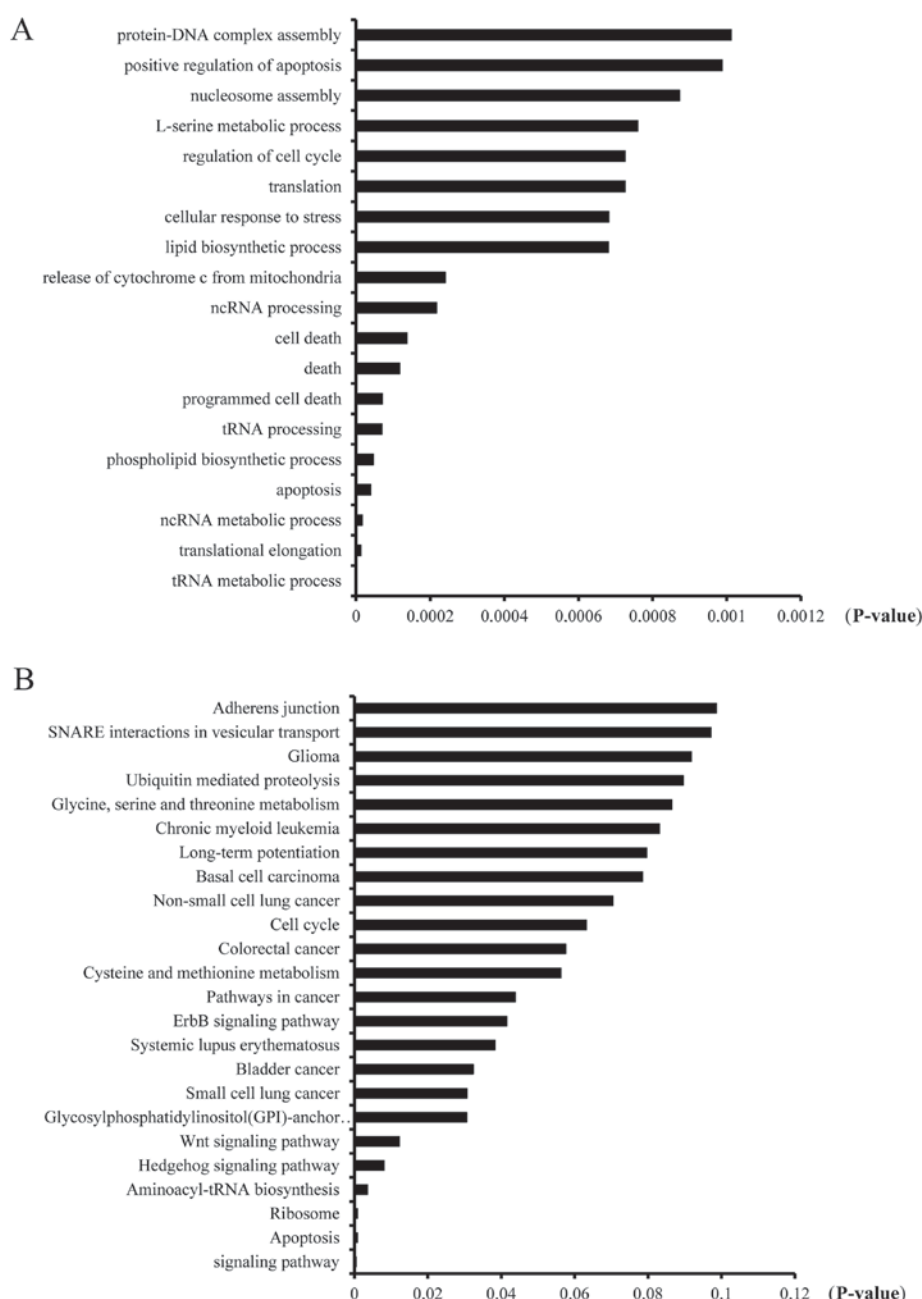 A
protein-DNA complex assembly
positive regulation of apoptosis
nucleosome assembly
L-serine metabolic process
regulation of cell cycle
translation
cellular response to stress
lipid biosynthetic process
release of cytochrome c from mitochondria
ncRNA processing
cell death
death
programmed cell death
tRNA processing
phospholipid biosynthetic process
apoptosis
ncRNA metabolic process
translational elongation
tRNA metabolic process
0 0.0002 0.0004 0.0006 0.0008 0.001 0.0012 (P-value)
B
Adherens junction
SNARE interactions in vesicular transport
Glioma
Ubiquitin mediated proteolysis
Glycine, serine and threonine metabolism
Chronic myeloid leukemia
Long-term potentiation
Basal cell carcinoma
Non-small cell lung cancer
Cell cycle
Colorectal cancer
Cysteine and methionine metabolism
Pathways in cancer
ErbB signaling pathway
Systemic lupus erythematosus
Bladder cancer
Small cell lung cancer
Glycosylphosphatidylinositol(GPI)-anchor..
Wnt signaling pathway
Hedgehog signaling pathway
Aminoacyl-tRNA biosynthesis
Ribosome
Apoptosis
signaling pathway
0 0.02 0.04 0.06 0.08 0.1 0.12 (P-value)